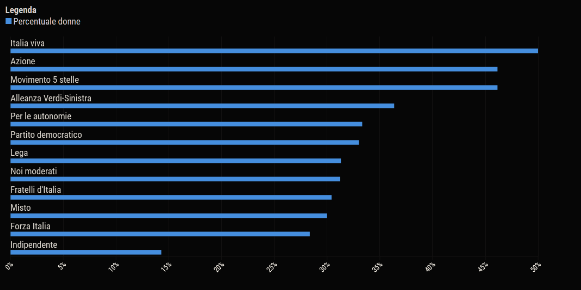 Legenda
Percentuale donne
Italia viva
Azione
Movimento 5 stelle
Alleanza Verdi-Sinistra
Per le autonomie
Partito democratico
Lega
Noi moderati
Fratelli d'Italia
Misto
Forza Italia
Indipendente
0% 5% 10% 15% 20% 25% 30% 35% 40% 45% 50%